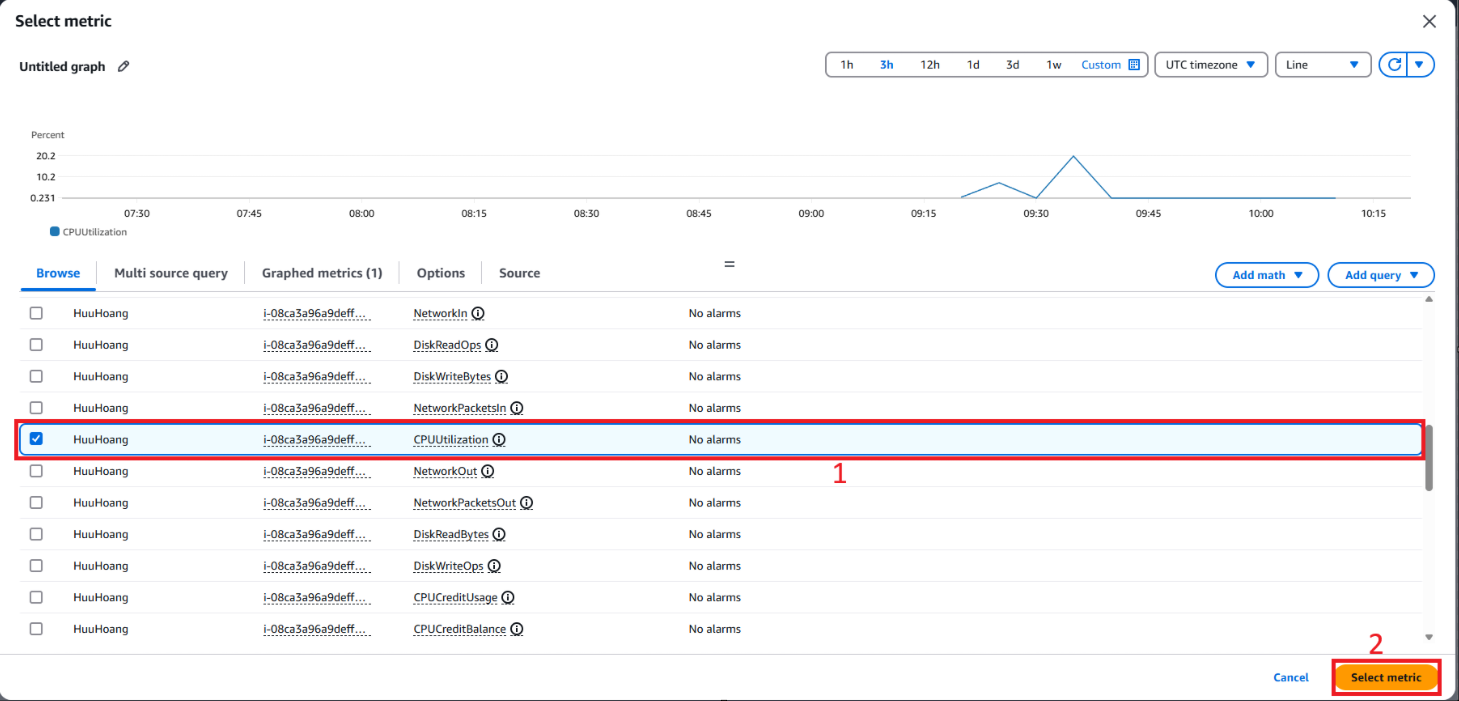 Select metric
Untitled graph
1h 3h 12h 1d 3d 1w Custom UTC timezone Line
Percent
20.2
10.2
0.231
07:30 07:45 08:00 08:15 08:30 08:45 09:00 09:15 09:30 09:45 10:00 10:15
CPUUtilization
Browse Multi source query Graphed metrics (1) Options Source Add math Add query
HuuHoang i-08ca3a96a9deff... NetworkIn No alarms
HuuHoang i-08ca3a96a9deff... DiskReadOps No alarms
HuuHoang i-08ca3a96a9deff... DiskWriteBytes No alarms
HuuHoang i-08ca3a96a9deff... NetworkPacketsIn No alarms
HuuHoang i-08ca3a96a9deff... CPUUtilization No alarms
HuuHoang i-08ca3a96a9deff... NetworkOut No alarms
1
HuuHoang i-08ca3a96a9deff... NetworkPacketsOut No alarms
HuuHoang i-08ca3a96a9deff... DiskReadBytes No alarms
HuuHoang i-08ca3a96a9deff... DiskWriteOps No alarms
HuuHoang i-08ca3a96a9deff... CPUCreditUsage No alarms
HuuHoang i-08ca3a96a9deff... CPUCreditBalance No alarms
2
Cancel Select metric